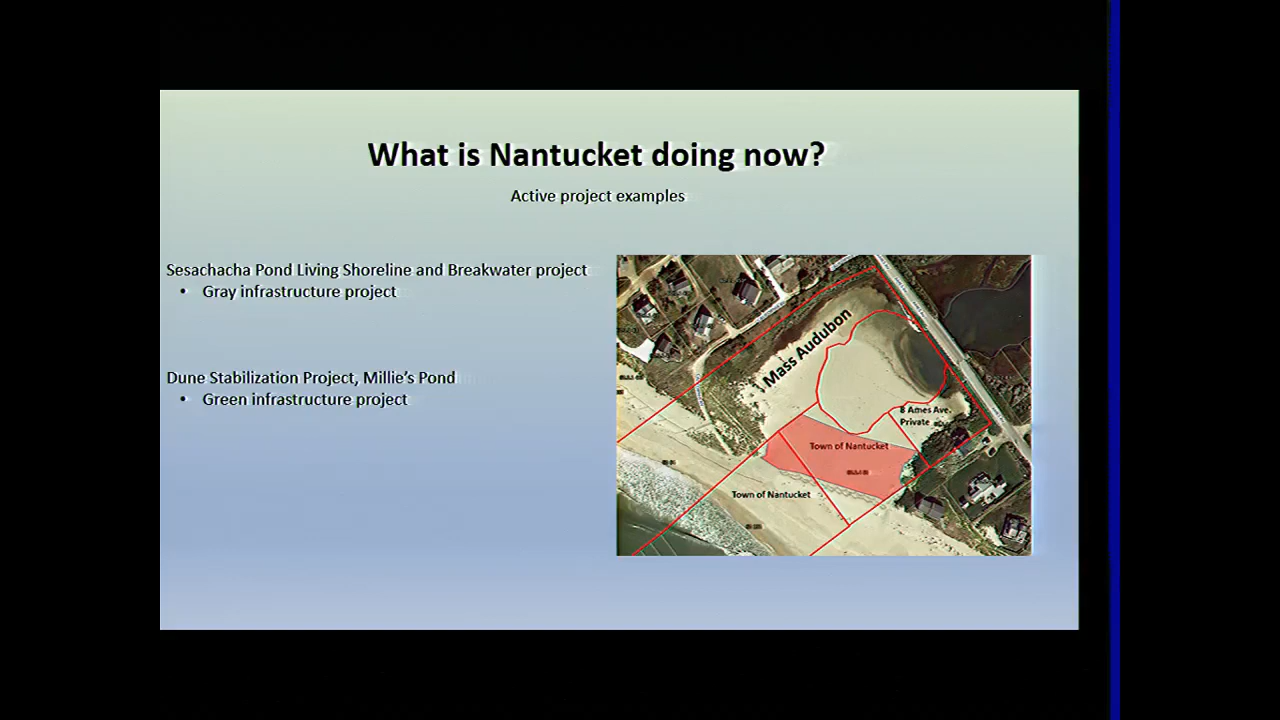 What is Nantucket doing now?
Active project examples
Sesachacha Pond Living Shoreline and Breakwater project
• Gray infrastructure project
Dune Stabilization Project, Millie's Pond
• Green infrastructure project
Mass Audubon
8 Ames Ave.
Private
Town of Nantucket
Town of Nantucket